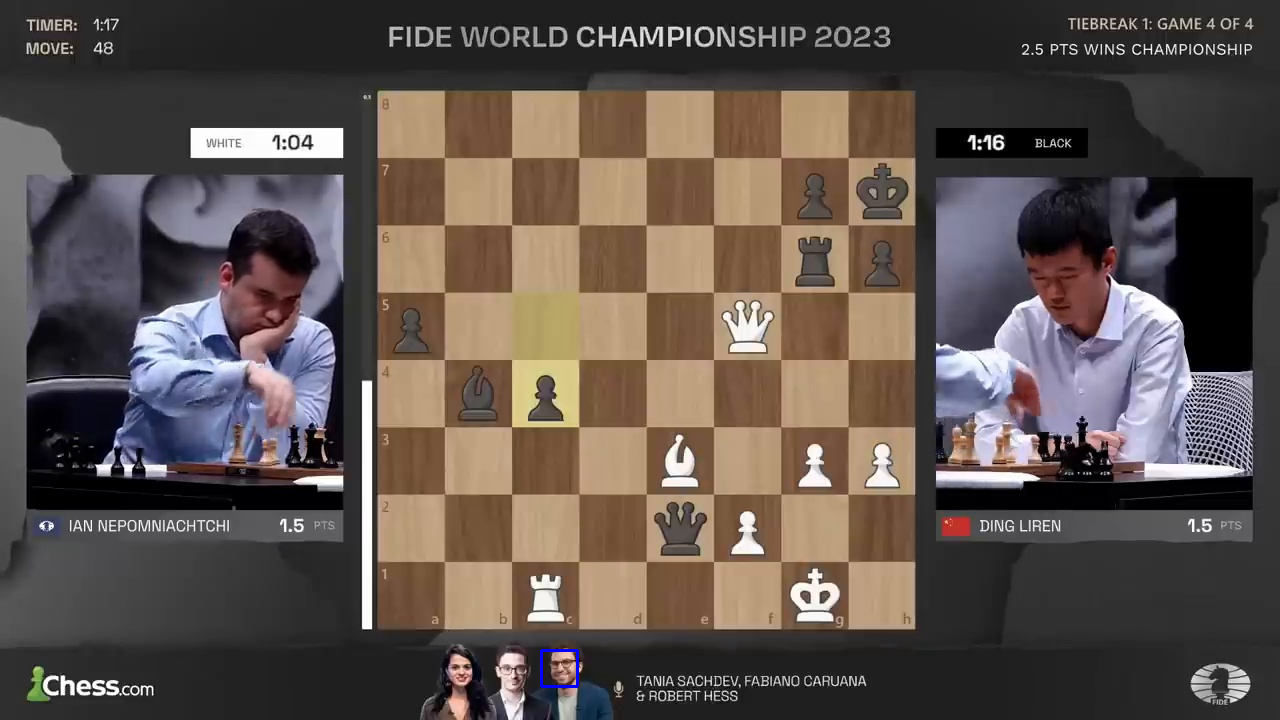 TIMER: 1:17
MOVE: 48
FIDE WORLD CHAMPIONSHIP 2023
TIEBREAK 1: GAME 4 OF 4
2.5 PTS WINS CHAMPIONSHIP
WHITE 1:04
1:16 BLACK
8
7
6
5
4
3
2
1
a b c d e f g h
IAN NEPOMNIACHTCHI 1.5 PTS
DING LIREN 1.5 PTS
Chess.com
TANIA SACHDEV, FABIANO CARUANA
& ROBERT HESS
FIDE